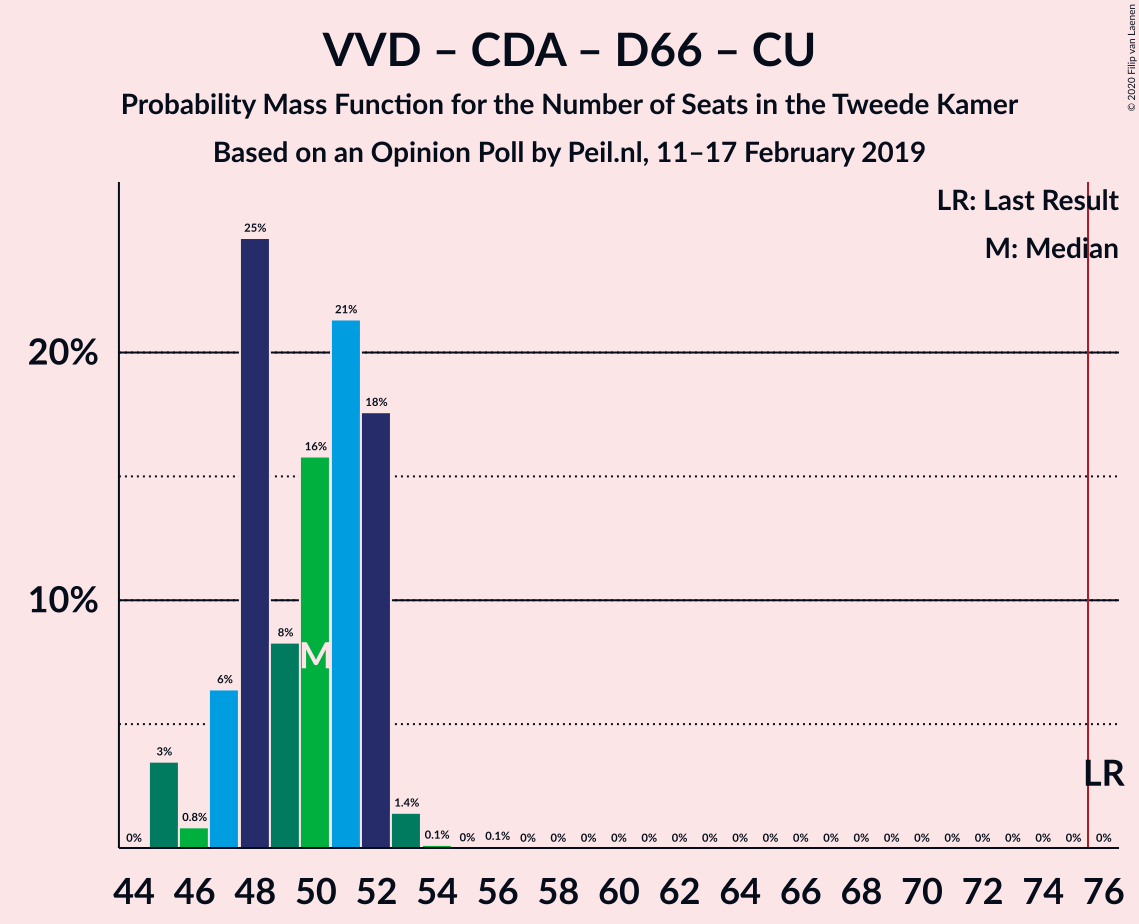 VVD – CDA – D66 – CU
Probability Mass Function for the Number of Seats in the Tweede Kamer
Based on an Opinion Poll by Peil.nl, 11–17 February 2019
© 2020 Filip van Laenen
LR: Last Result
M: Median
20%
10%
0% 3% 0.8% 6% 25% 8% 16% 21% 18% 1.4% 0.1% 0% 0.1% 0% 0% 0% 0% 0% 0% 0% 0% 0% 0% 0% 0% 0% 0% 0% 0% 0% 0% 0% 0%
M
LR
44 46 48 50 52 54 56 58 60 62 64 66 68 70 72 74 76